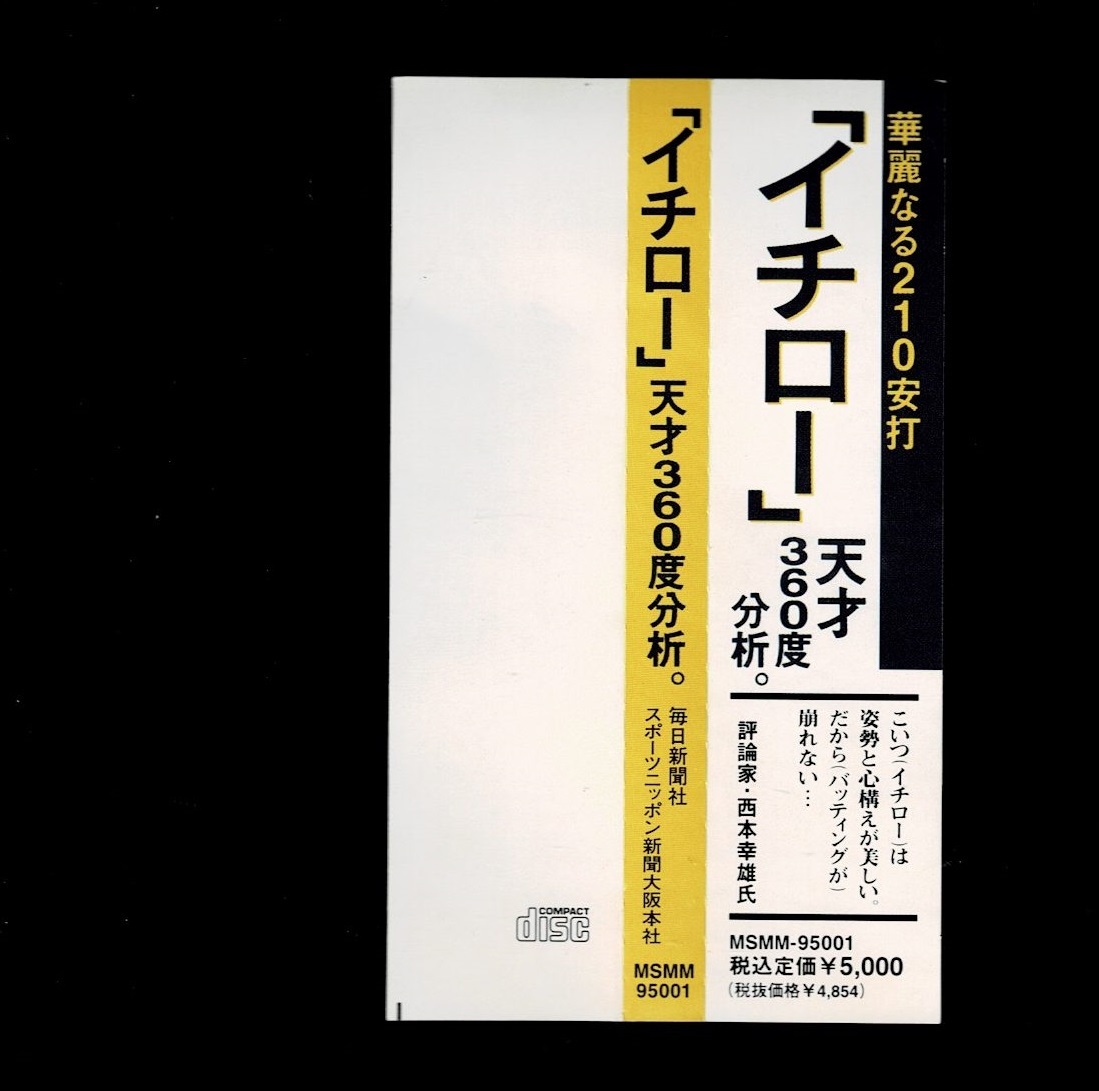 華麗なる210安打
「イチロー」
天才
360度
分析。
こいつ(イチロー)は
姿勢と心構えが美しい。
だから(バッティングが)
崩れない…
評論家・西本幸雄氏
MSMM-95001
税込定価￥5,000
(税抜価格￥4,854)
「イチロー」天才360度分析。
毎日新聞社
スポーツニッポン新聞大阪本社
MSMM
95001
COMPACT
disc